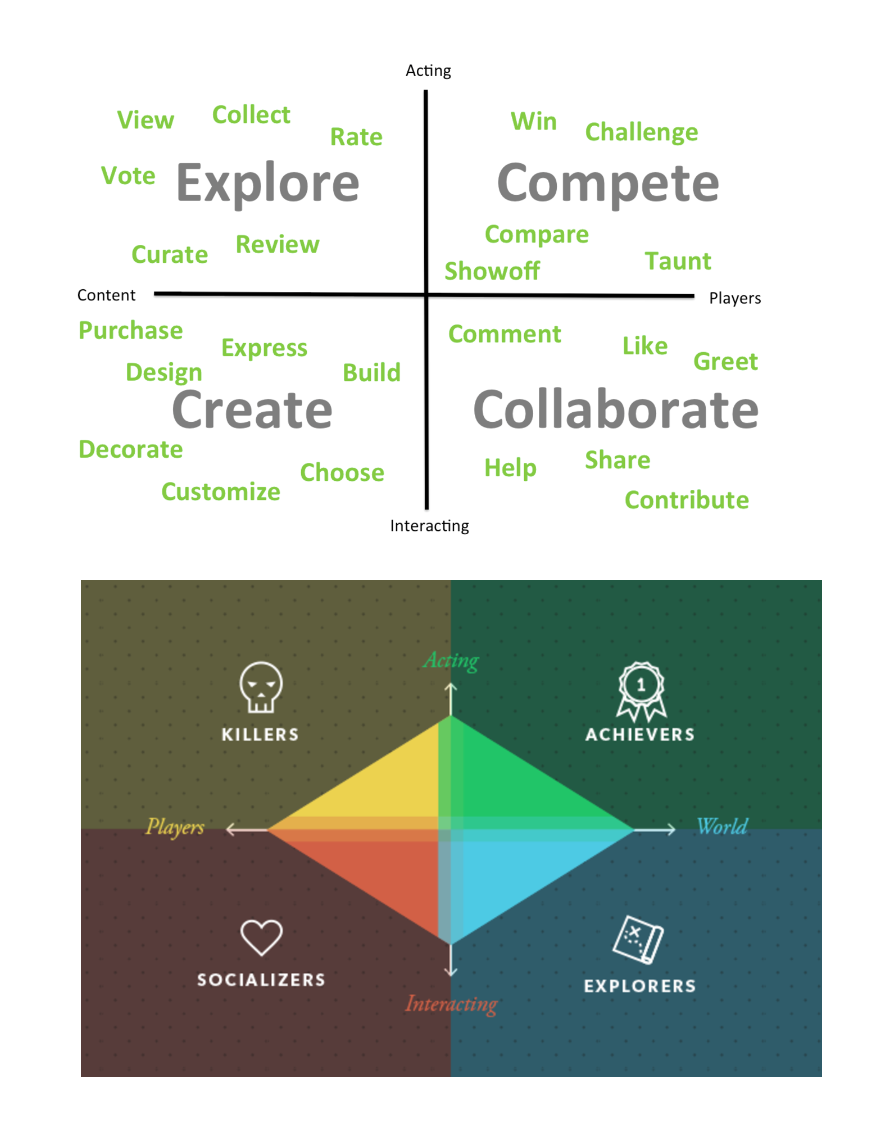 Acting
View
Collect
Rate
Win
Challenge
Vote
Explore
Compete
Curate
Review
Compare
Showoff
Taunt
Content
Players
Purchase
Express
Design
Build
Create
Comment
Like
Greet
Collaborate
Decorate
Customize
Choose
Help
Share
Contribute
Interacting
Acting
1
KILLERS
ACHIEVERS
Players
World
SOCIALIZERS
EXPLORERS
Interacting